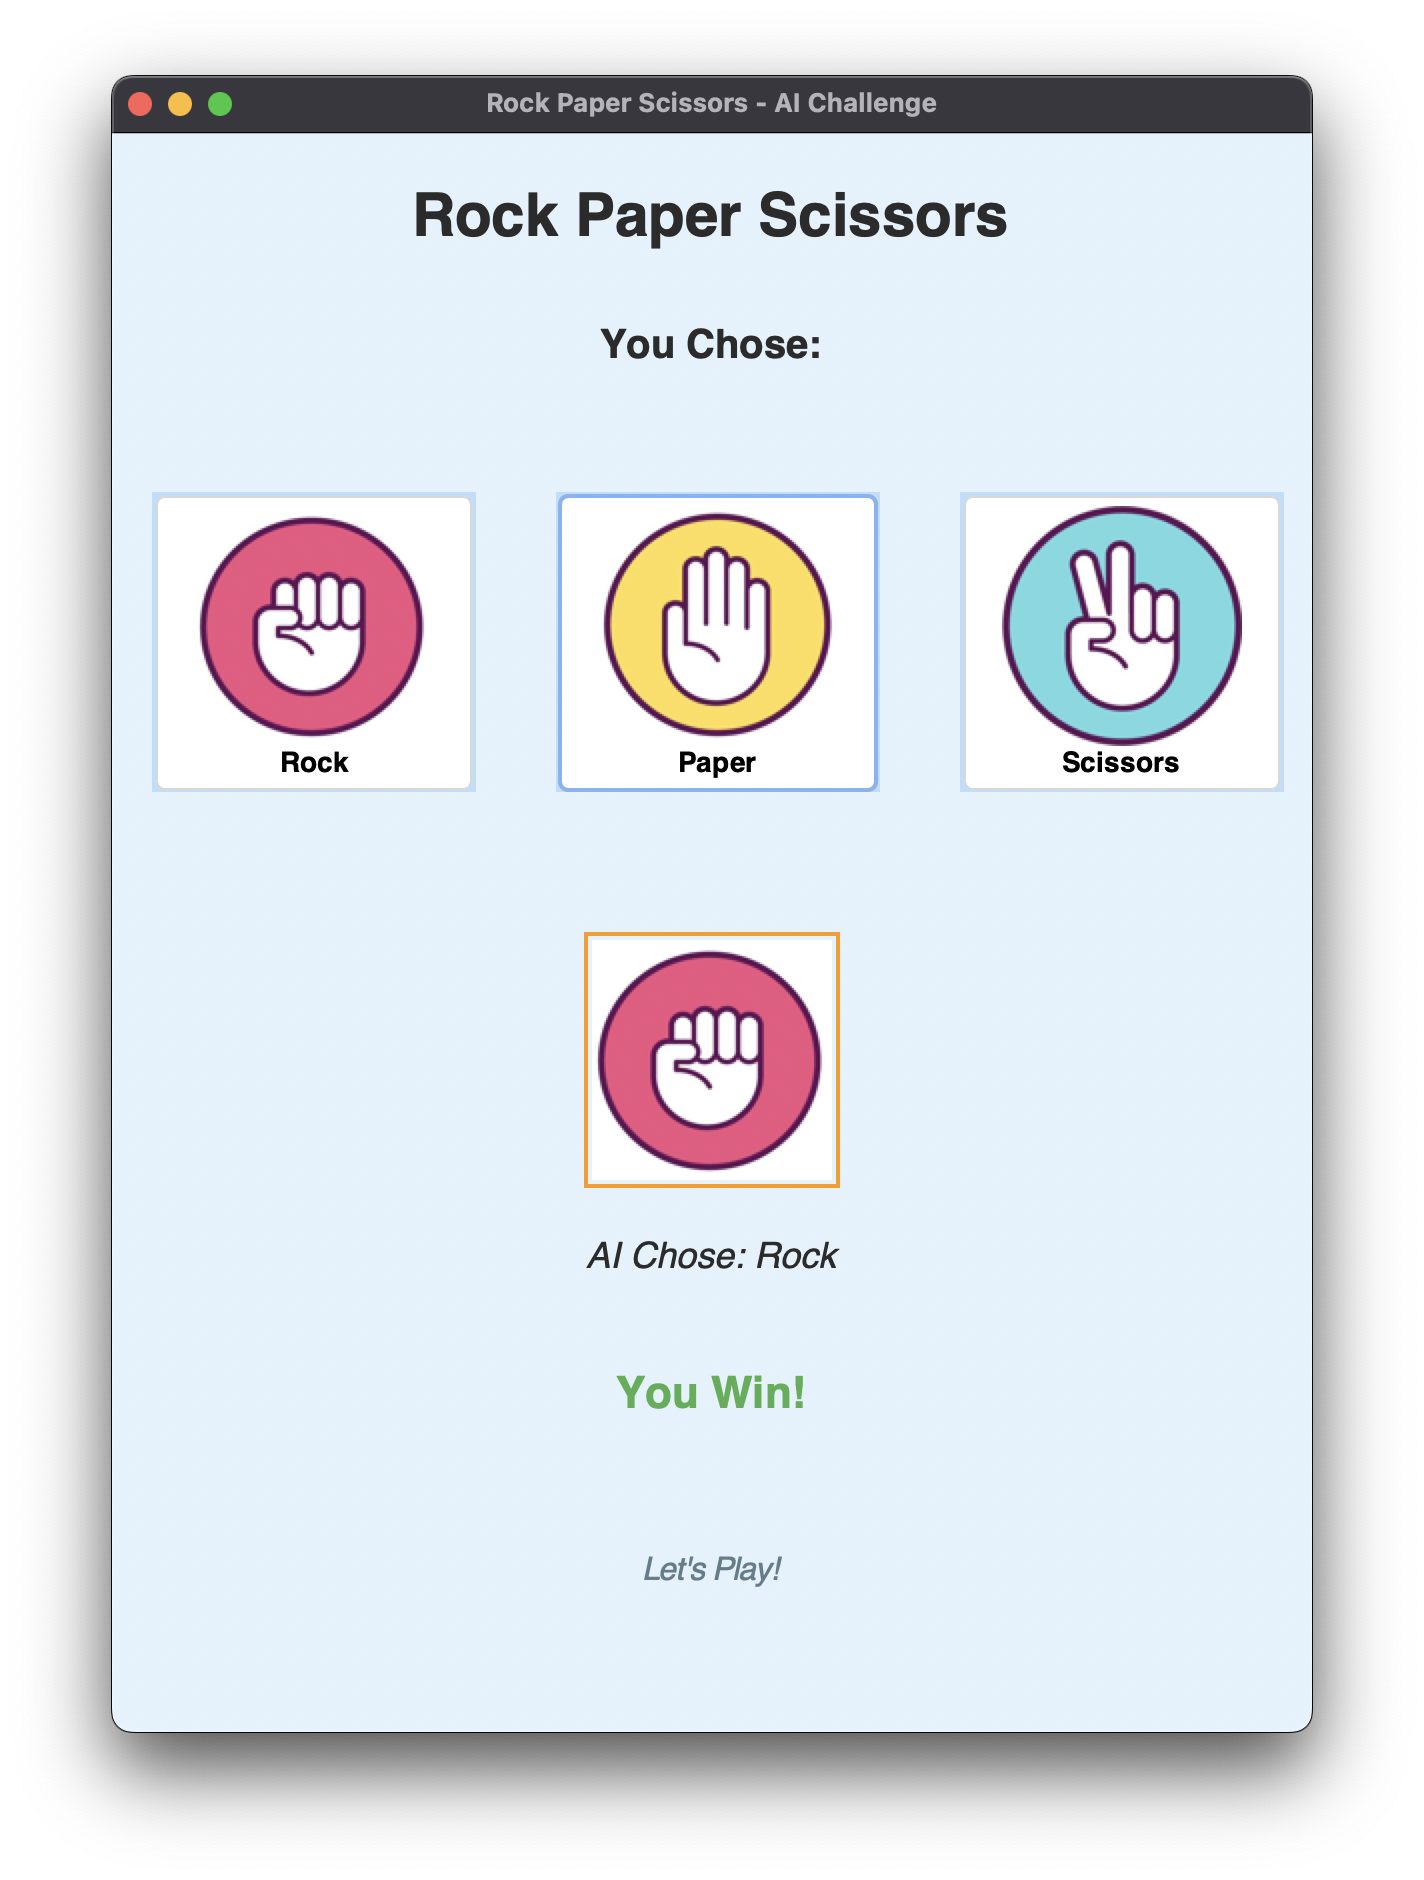 Rock Paper Scissors - AI Challenge
Rock Paper Scissors
You Chose:
Rock
Paper
Scissors
AI Chose: Rock
You Win!
Let's Play!